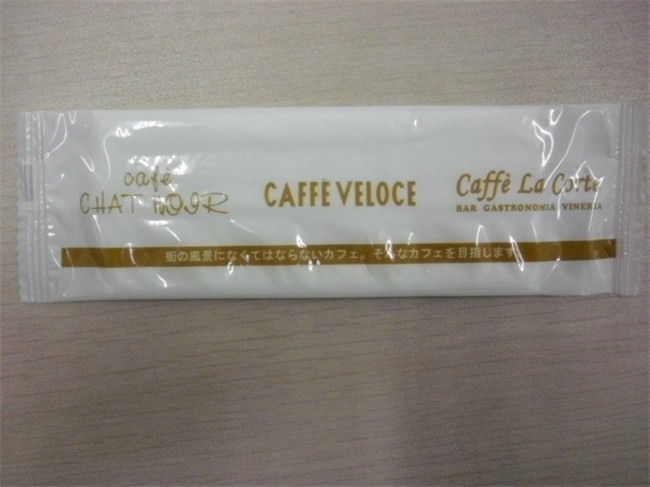 café
CHAT NOIR
CAFFÈ VELOCE
Caffè La Corte
BAR GASTRONOMIA VINERIA
街の風景になくてはならないカフェ。そんなカフェを目指します